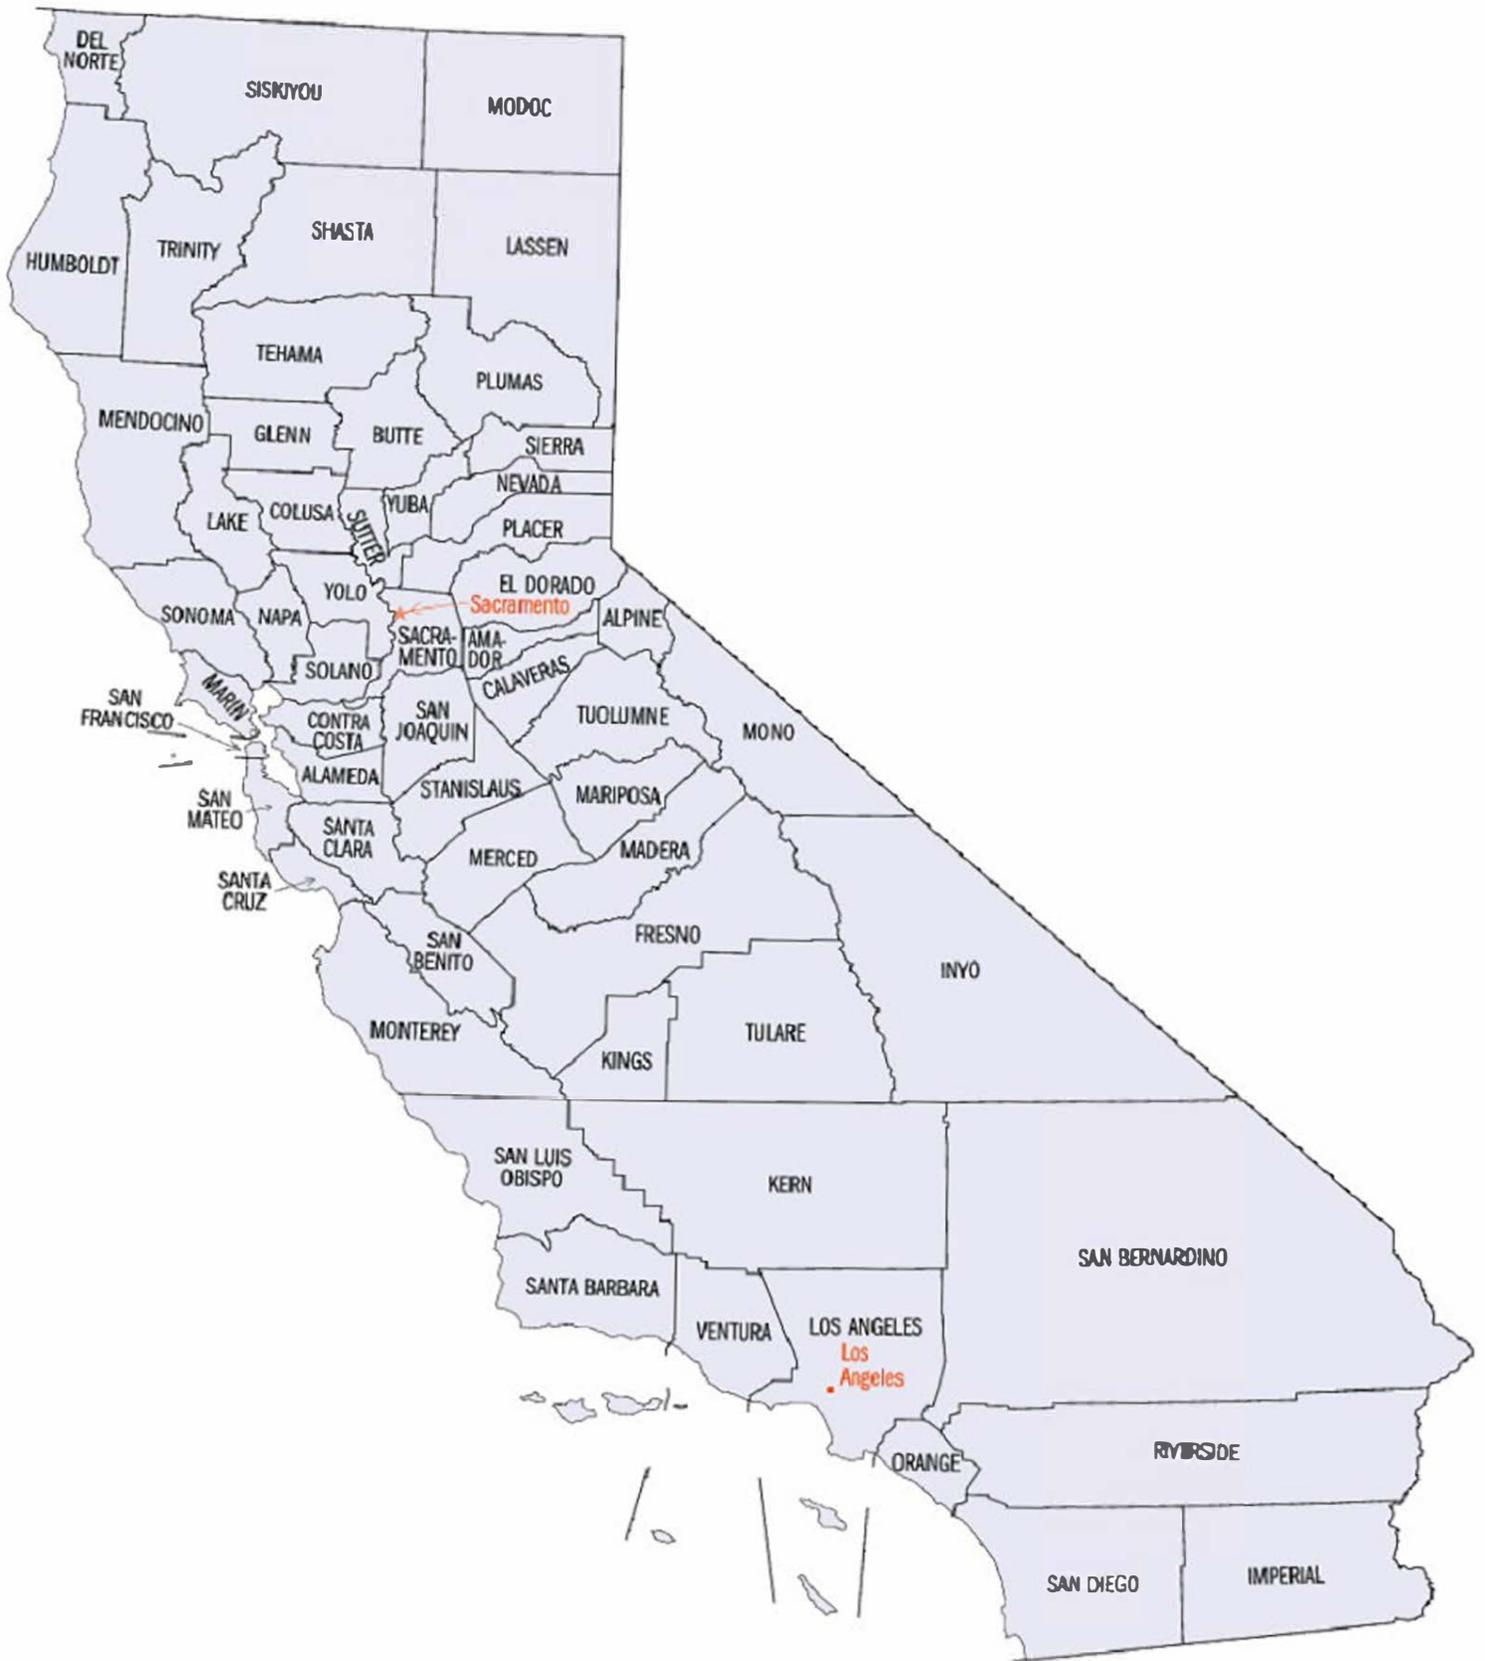 DEL
NORTE
SISKIYOU
MODOC
HUMBOLDT
TRINITY
SHASTA
LASSEN
TEHAMA
PLUMAS
MENDOCINO
GLENN
BUTTE
SIERRA
NEVADA
LAKE
COLUSA
SUTTER
YUBA
PLACER
YOLO
EL DORADO
Sacramento
SONOMA
NAPA
SACRA-
MENTO
AMA-
DOR
ALPINE
SOLANO
CALAVERAS
MARIN
SAN
FRANCISCO
CONTRA
COSTA
SAN
JOAQUIN
TUOLUMNE
MONO
ALAMEDA
STANISLAUS
MARIPOSA
SAN
MATEO
SANTA
CLARA
MERCED
MADERA
SANTA
CRUZ
SAN
BENITO
FRESNO
INYO
MONTEREY
KINGS
TULARE
SAN LUIS
OBISPO
KERN
SAN BERNARDINO
SANTA BARBARA
VENTURA
LOS ANGELES
Los
Angeles
ORANGE
RIVERSIDE
SAN DIEGO
IMPERIAL